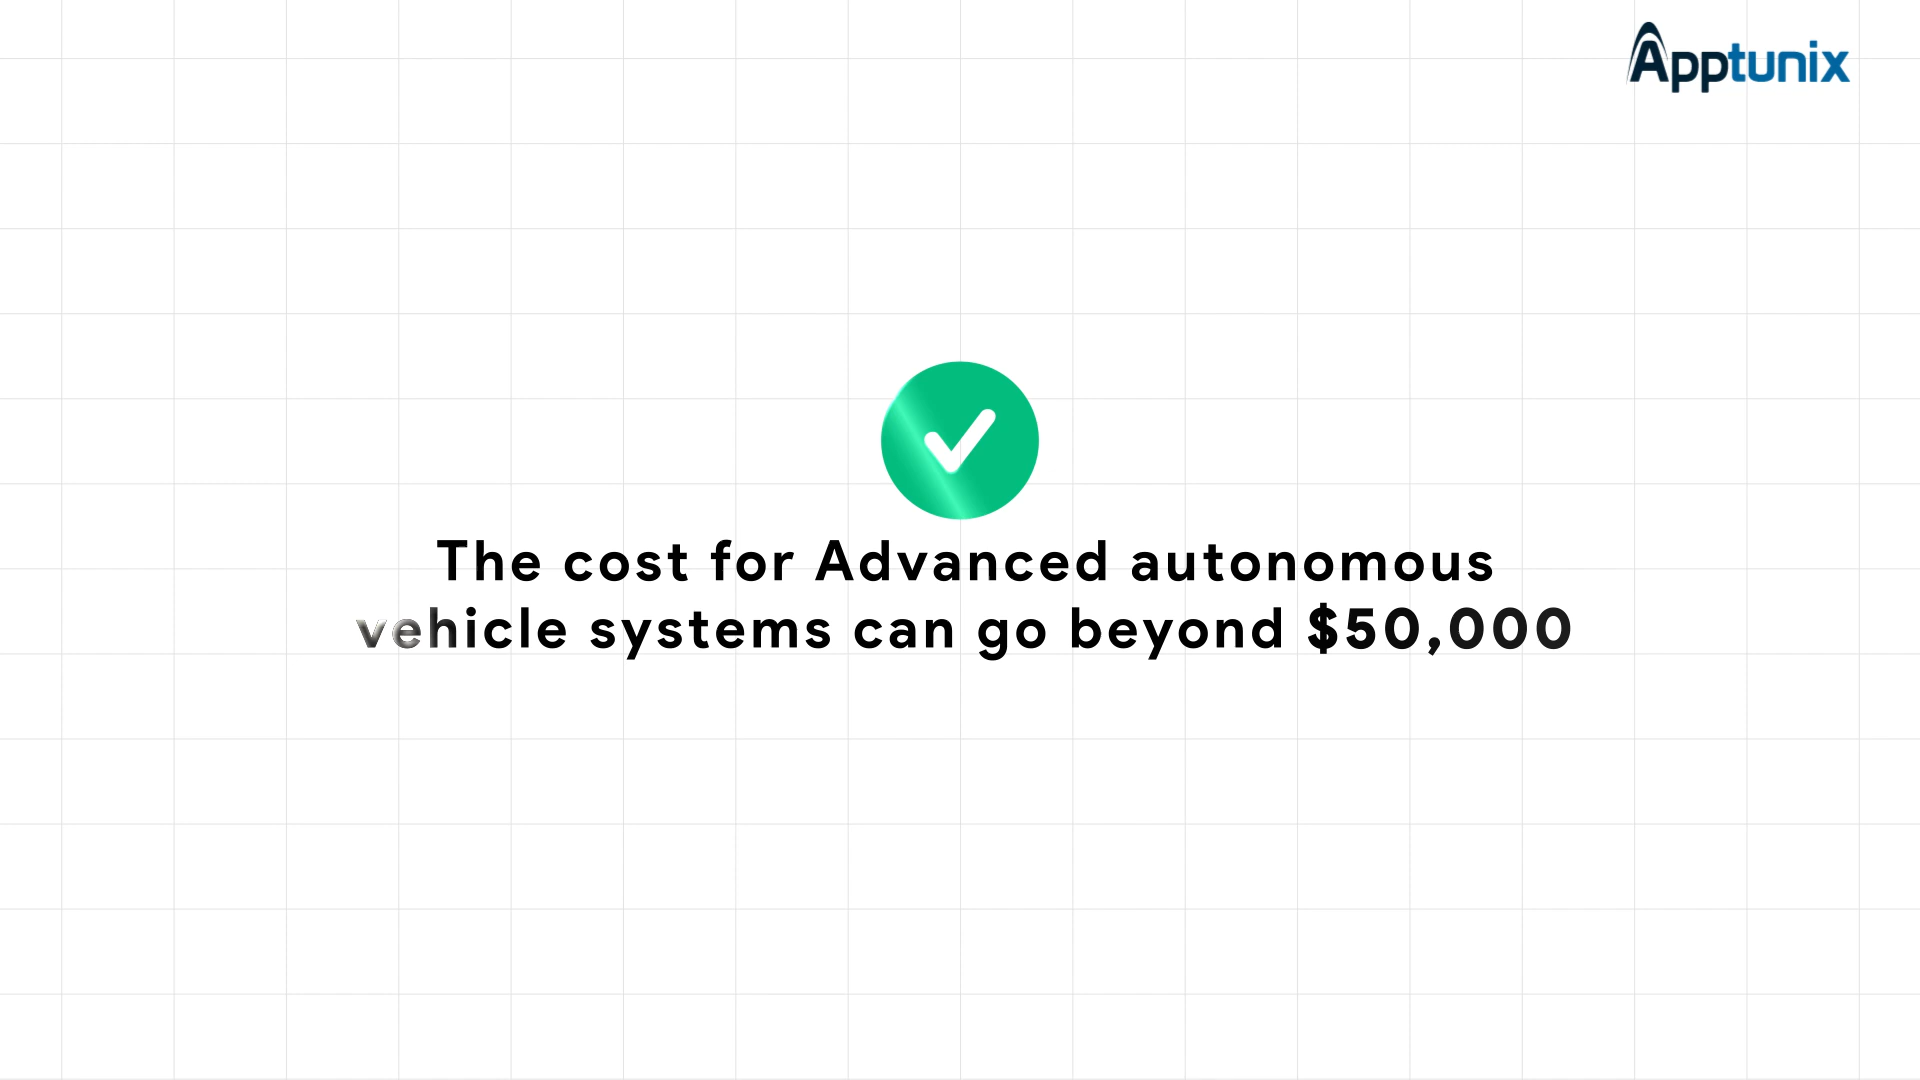 Apptunix
The cost for Advanced autonomous
vehicle systems can go beyond $50,000